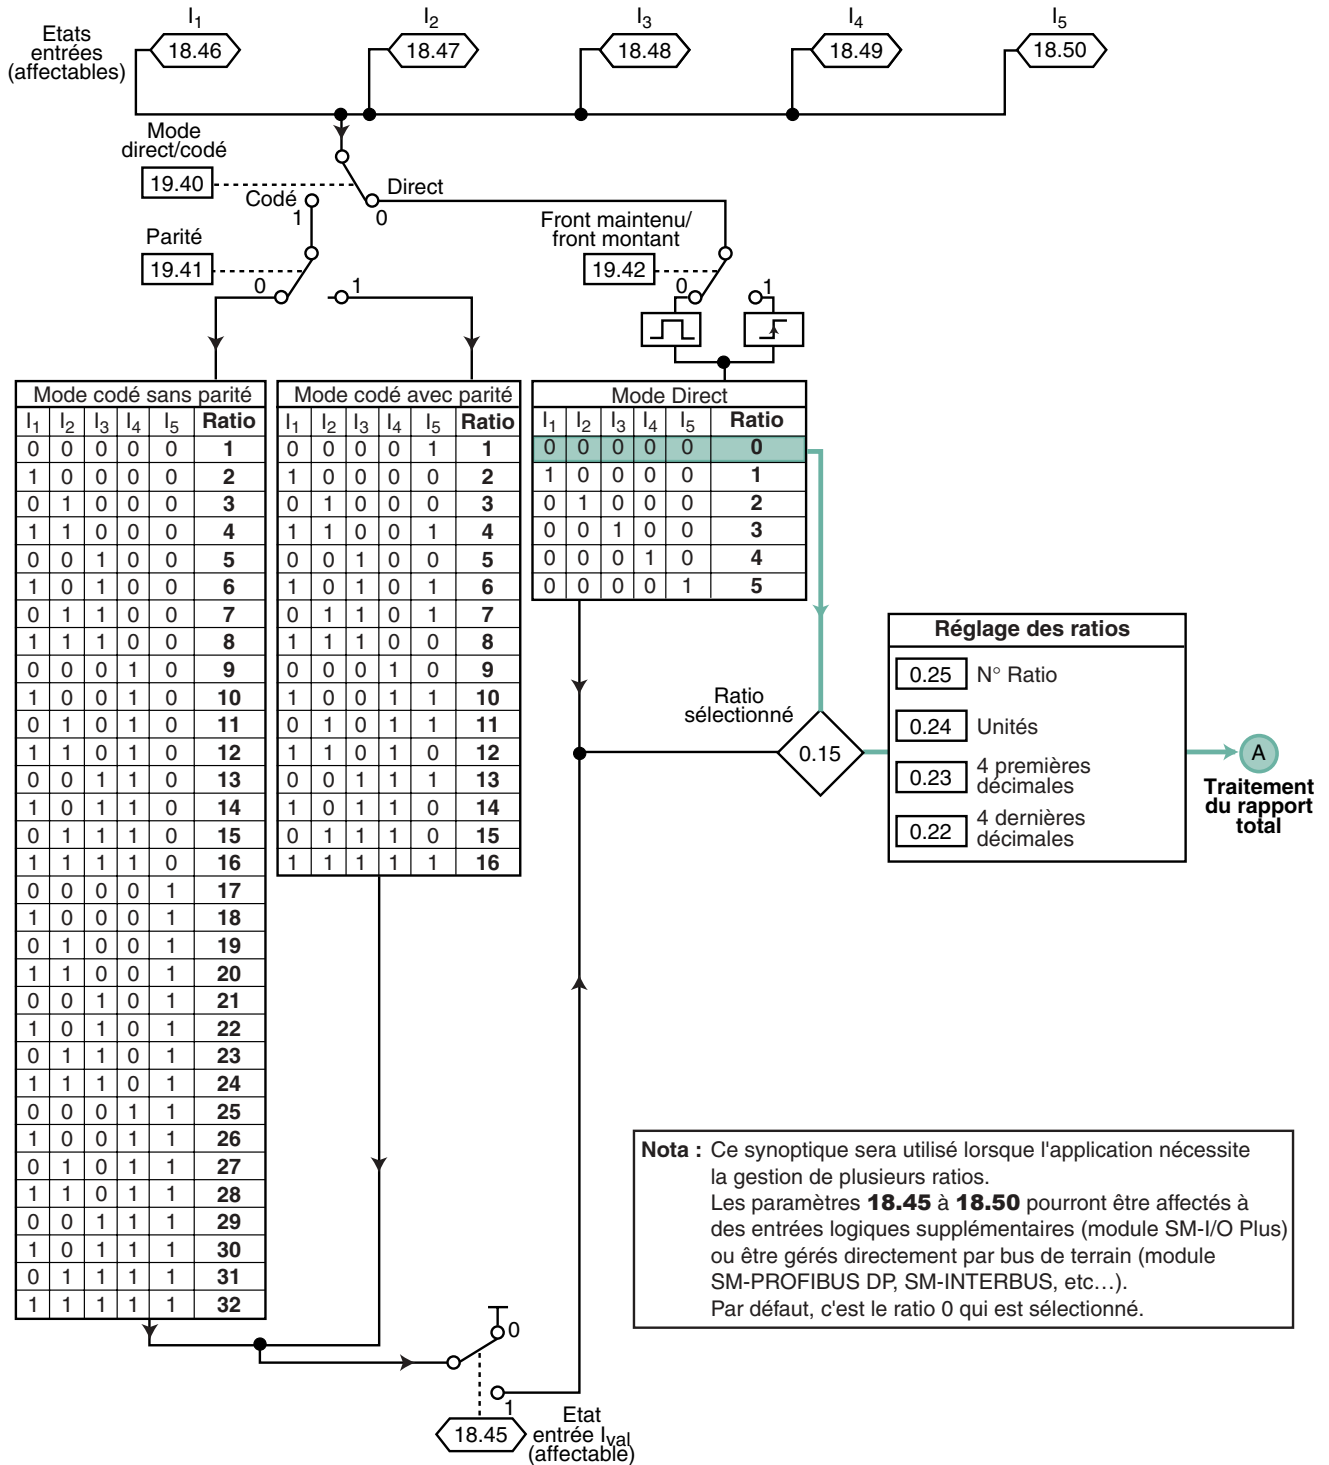 I1 I2 I3 I4 I5
Etats
entrées
(affectables)
18.46 18.47 18.48 18.49 18.50
Mode
direct/codé
19.40
Codé
1
Direct
0
Parité
19.41
0 1
Front maintenu/
front montant
19.42
0 1
Mode codé sans parité
I1 I2 I3 I4 I5 Ratio
0 0 0 0 0 1
1 0 0 0 0 2
0 1 0 0 0 3
1 1 0 0 0 4
0 0 1 0 0 5
1 0 1 0 0 6
0 1 1 0 0 7
1 1 1 0 0 8
0 0 0 1 0 9
1 0 0 1 0 10
0 1 0 1 0 11
1 1 0 1 0 12
0 0 1 1 0 13
1 0 1 1 0 14
0 1 1 1 0 15
1 1 1 1 0 16
0 0 0 0 1 17
1 0 0 0 1 18
0 1 0 0 1 19
1 1 0 0 1 20
0 0 1 0 1 21
1 0 1 0 1 22
0 1 1 0 1 23
1 1 1 0 1 24
0 0 0 1 1 25
1 0 0 1 1 26
0 1 0 1 1 27
1 1 0 1 1 28
0 0 1 1 1 29
1 0 1 1 1 30
0 1 1 1 1 31
1 1 1 1 1 32
Mode codé avec parité
I1 I2 I3 I4 I5 Ratio
0 0 0 0 1 1
1 0 0 0 0 2
0 1 0 0 0 3
1 1 0 0 1 4
0 0 1 0 0 5
1 0 1 0 1 6
0 1 1 0 1 7
1 1 1 0 0 8
0 0 0 1 0 9
1 0 0 1 1 10
0 1 0 1 1 11
1 1 0 1 0 12
0 0 1 1 1 13
1 0 1 1 0 14
0 1 1 1 0 15
1 1 1 1 1 16
Mode Direct
I1 I2 I3 I4 I5 Ratio
0 0 0 0 0 0
1 0 0 0 0 1
0 1 0 0 0 2
0 0 1 0 0 3
0 0 0 1 0 4
0 0 0 0 1 5
Ratio
sélectionné
0.15
Réglage des ratios
0.25 N° Ratio
0.24 Unités
0.23 4 premières
décimales
0.22 4 dernières
décimales
A
Traitement
du rapport
total
Nota : Ce synoptique sera utilisé lorsque l'application nécessite
la gestion de plusieurs ratios.
Les paramètres 18.45 à 18.50 pourront être affectés à
des entrées logiques supplémentaires (module SM-I/O Plus)
ou être gérés directement par bus de terrain (module
SM-PROFIBUS DP, SM-INTERBUS, etc…).
Par défaut, c'est le ratio 0 qui est sélectionné.
0
1
18.45
Etat
entrée Ival
(affectable)